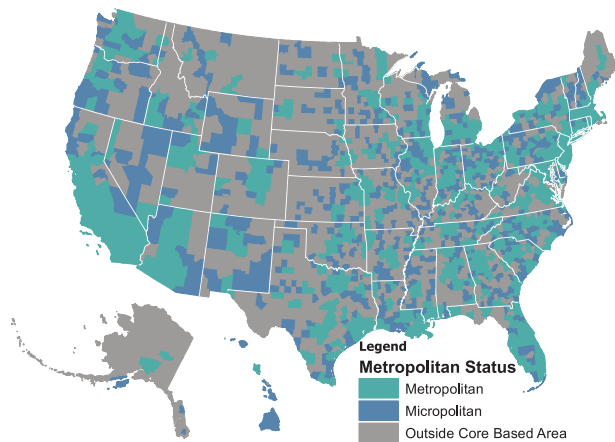 Legend
Metropolitan Status
Metropolitan
Micropolitan
Outside Core Based Area